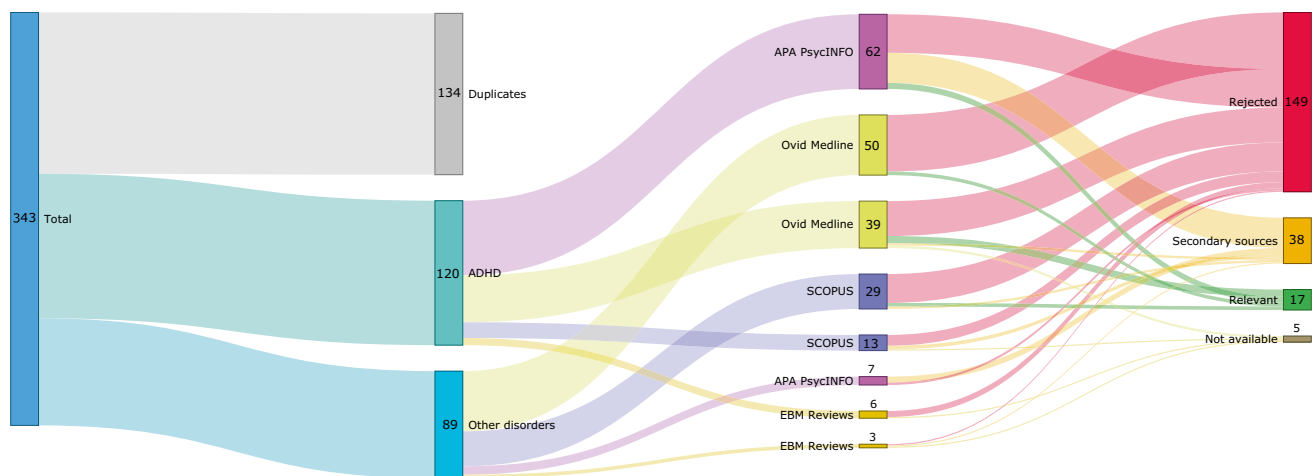 343 Total
134 Duplicates
120 ADHD
89 Other disorders
APA PsycINFO 62
Ovid Medline 50
Ovid Medline 39
SCOPUS 29
SCOPUS 13
7
APA PsycINFO
6
EBM Reviews
3
EBM Reviews
Rejected 149
Secondary sources 38
Relevant 17
5
Not available